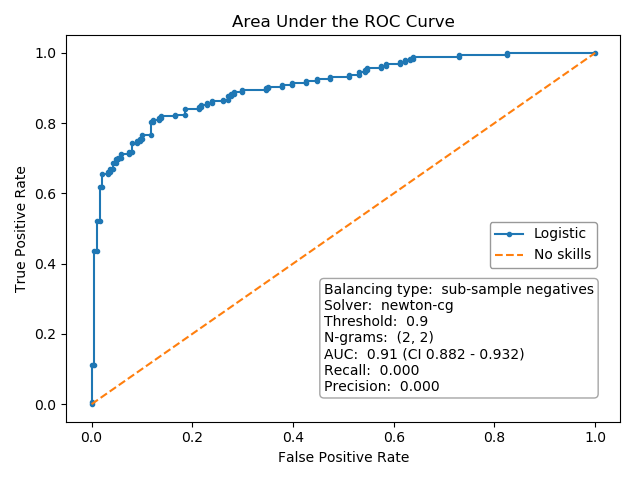 Area Under the ROC Curve
True Positive Rate
1.0
0.8
0.6
0.4
0.2
0.0
Logistic
No skills
Balancing type:  sub-sample negatives
Solver:  newton-cg
Threshold:  0.9
N-grams:  (2, 2)
AUC:  0.91 (CI 0.882 - 0.932)
Recall:  0.000
Precision:  0.000
0.0 0.2 0.4 0.6 0.8 1.0
False Positive Rate